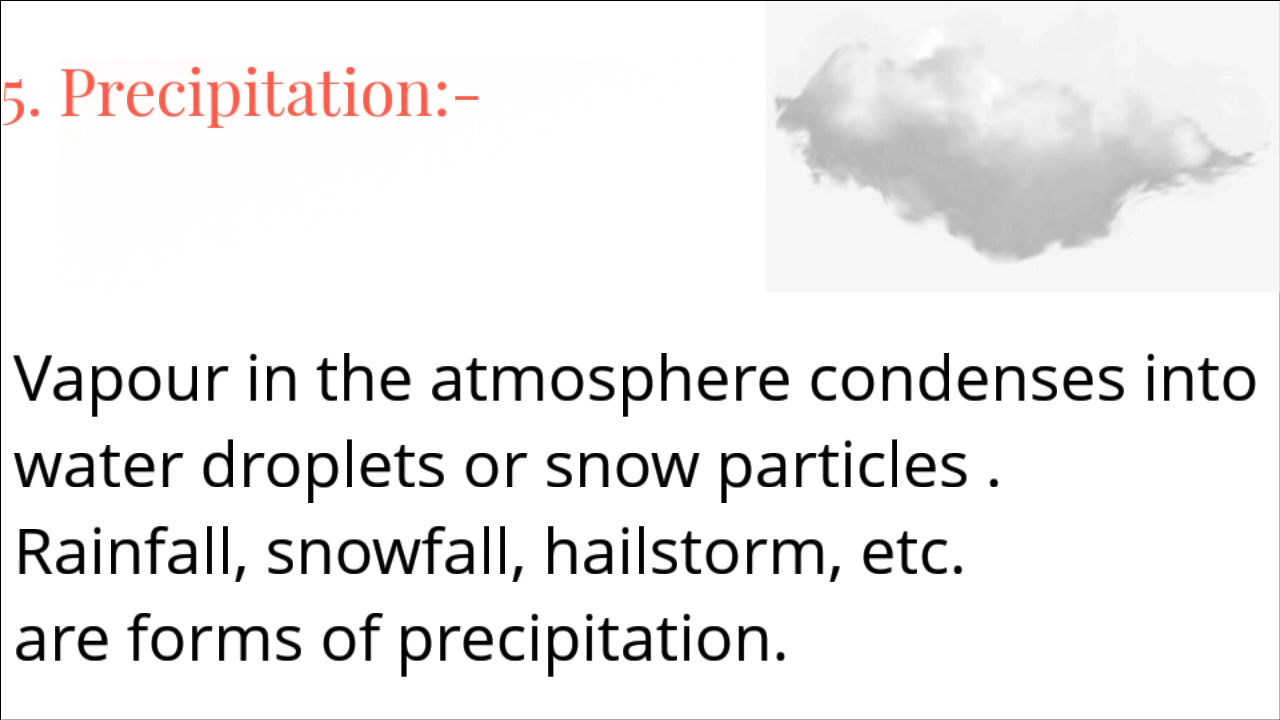 5. Precipitation:-
Vapour in the atmosphere condenses into
water droplets or snow particles .
Rainfall, snowfall, hailstorm, etc.
are forms of precipitation.